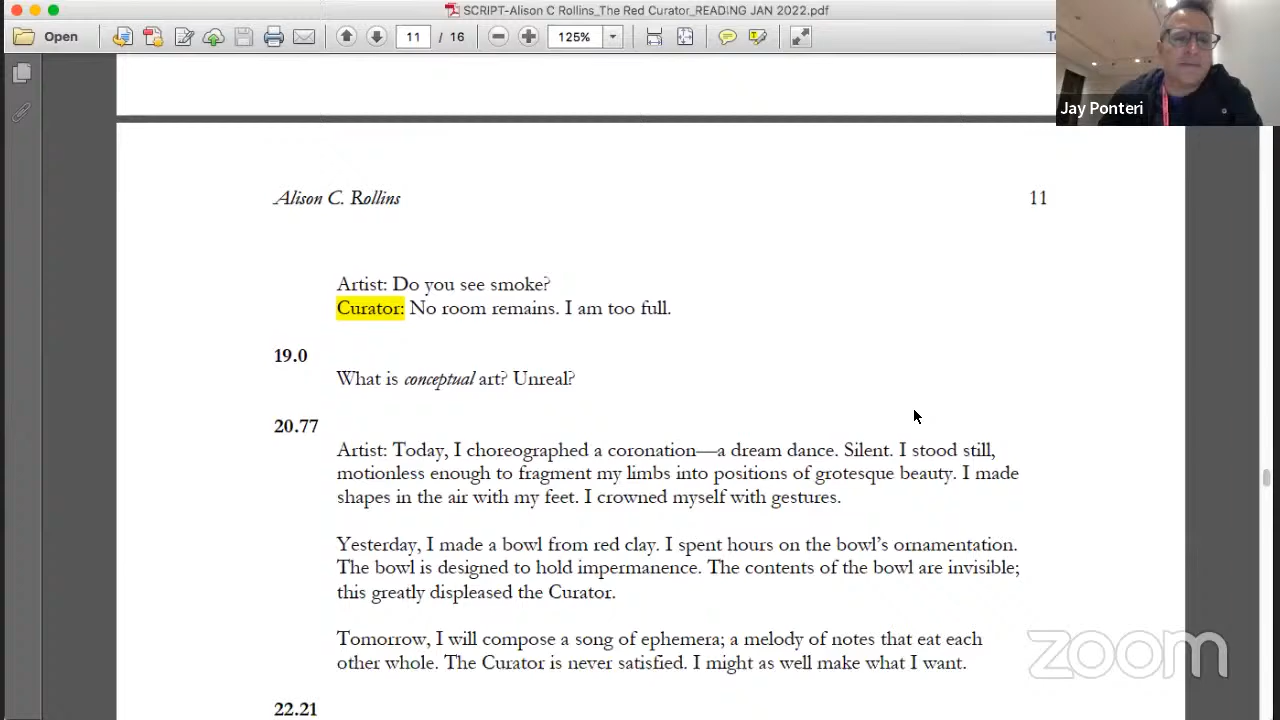 SCRIPT-Alison C Rollins_The Red Curator_READING JAN 2022.pdf
Open
11 / 16
125%
Jay Ponteri
Alison C. Rollins
11
Artist: Do you see smoke?
Curator: No room remains. I am too full.
19.0
What is conceptual art? Unreal?
20.77
Artist: Today, I choreographed a coronation—a dream dance. Silent. I stood still,
motionless enough to fragment my limbs into positions of grotesque beauty. I made
shapes in the air with my feet. I crowned myself with gestures.
Yesterday, I made a bowl from red clay. I spent hours on the bowl's ornamentation.
The bowl is designed to hold impermanence. The contents of the bowl are invisible;
this greatly displeased the Curator.
Tomorrow, I will compose a song of ephemera; a melody of notes that eat each
other whole. The Curator is never satisfied. I might as well make what I want.
zoom
22.21